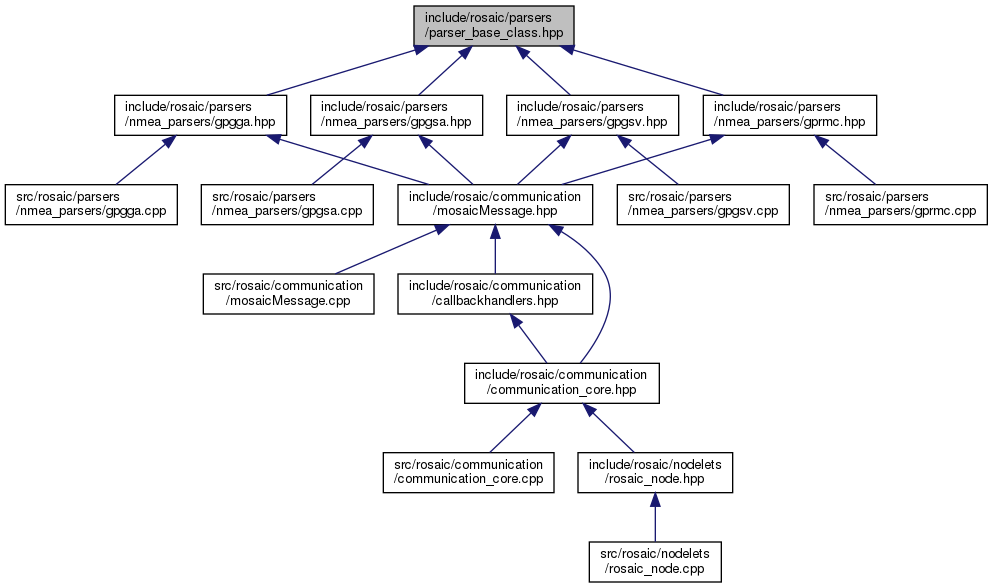 include/rosaic/parsers
/parser_base_class.hpp
include/rosaic/parsers
/nmea_parsers/gpgga.hpp
include/rosaic/parsers
/nmea_parsers/gpgsa.hpp
include/rosaic/parsers
/nmea_parsers/gpgsv.hpp
include/rosaic/parsers
/nmea_parsers/gprmc.hpp
src/rosaic/parsers
/nmea_parsers/gpgga.cpp
src/rosaic/parsers
/nmea_parsers/gpgsa.cpp
include/rosaic/communication
/mosaicMessage.hpp
src/rosaic/parsers
/nmea_parsers/gpgsv.cpp
src/rosaic/parsers
/nmea_parsers/gprmc.cpp
src/rosaic/communication
/mosaicMessage.cpp
include/rosaic/communication
/callbackhandlers.hpp
include/rosaic/communication
/communication_core.hpp
src/rosaic/communication
/communication_core.cpp
include/rosaic/nodelets
/rosaic_node.hpp
src/rosaic/nodelets
/rosaic_node.cpp